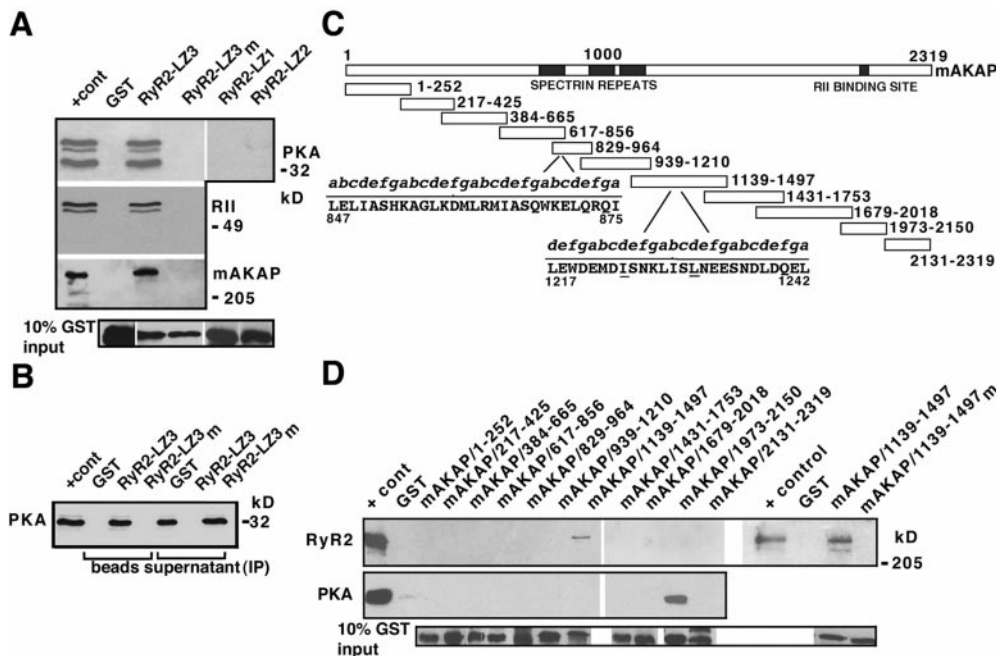 A
+cont
GST
RyR2-LZ3
RyR2-LZ3m
RyR2-LZ1
RyR2-LZ2
PKA
-32
kD
RII
-49
mAKAP
-205
10% GST
input
B
+cont
GST
RyR2-LZ3
RyR2-LZ3m
GST
RyR2-LZ3
RyR2-LZ3m
kD
PKA
-32
beads supernatant (IP)
C
1 1000 2319
mAKAP
SPECTRIN REPEATS RII BINDING SITE
1-252
217-425
384-665
617-856
829-964
939-1210
1139-1497
1431-1753
1679-2018
1973-2150
2131-2319
abcdefgabcdefgabcdefgabcdefga
LELIASHKAGLKDMLRMIASQWKELQRQI
847 875
defgabcdefgabcdefgabcdefga
LEWDEMDISNKLISLNEESNDLDQEL
1217 1242
D
+ cont
GST
mAKAP/1-252
mAKAP/217-425
mAKAP/384-665
mAKAP/617-856
mAKAP/829-964
mAKAP/939-1210
mAKAP/1139-1497
mAKAP/1431-1753
mAKAP/1679-2018
mAKAP/1973-2150
mAKAP/2131-2319
+ control
GST
mAKAP/1139-1497
mAKAP/1139-1497m
RyR2
kD
- 205
PKA
10% GST
input